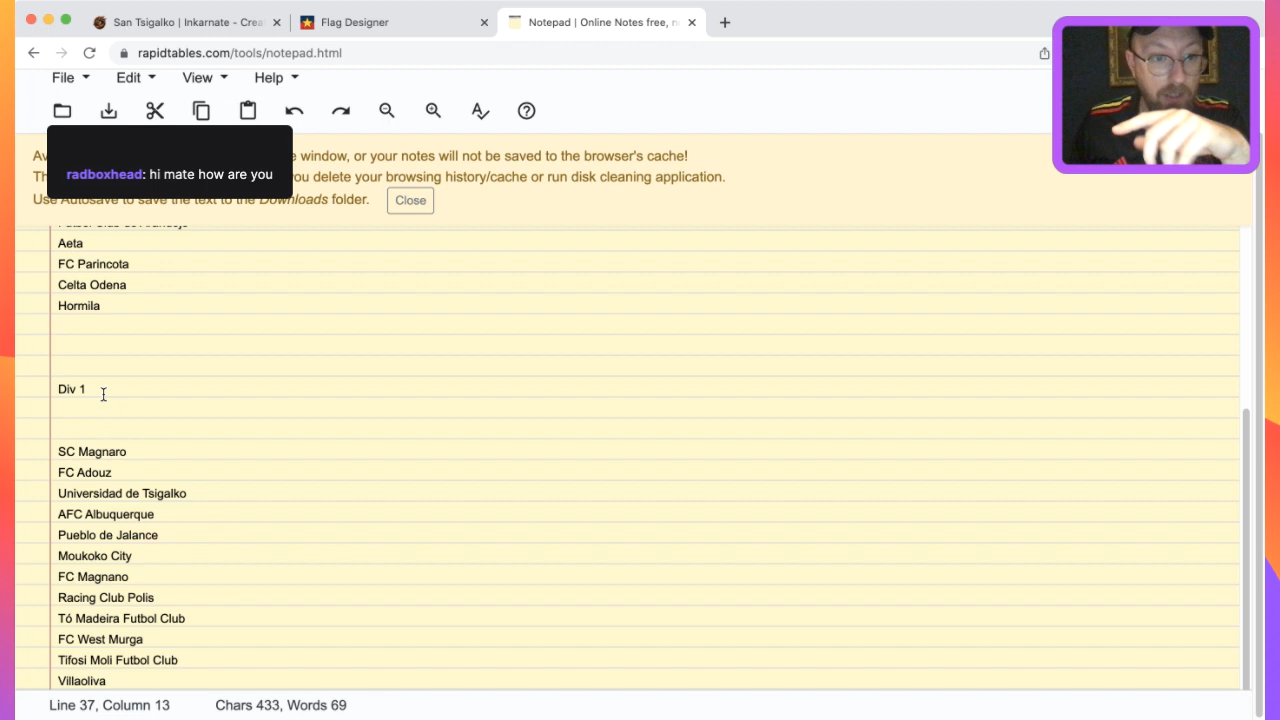 San Tsigalko | Inkarnate - Crea
Flag Designer
Notepad | Online Notes free, n
rapidtables.com/tools/notepad.html
File Edit View Help
radboxhead: hi mate how are you
window, or your notes will not be saved to the browser's cache!
you delete your browsing history/cache or run disk cleaning application.
Use Autosave to save the text to the Downloads folder.
Close
Aeta
FC Parincota
Celta Odena
Hormila
Div 1
SC Magnaro
FC Adouz
Universidad de Tsigalko
AFC Albuquerque
Pueblo de Jalance
Moukoko City
FC Magnano
Racing Club Polis
Tó Madeira Futbol Club
FC West Murga
Tifosi Moli Futbol Club
Villaoliva
Line 37, Column 13 Chars 433, Words 69